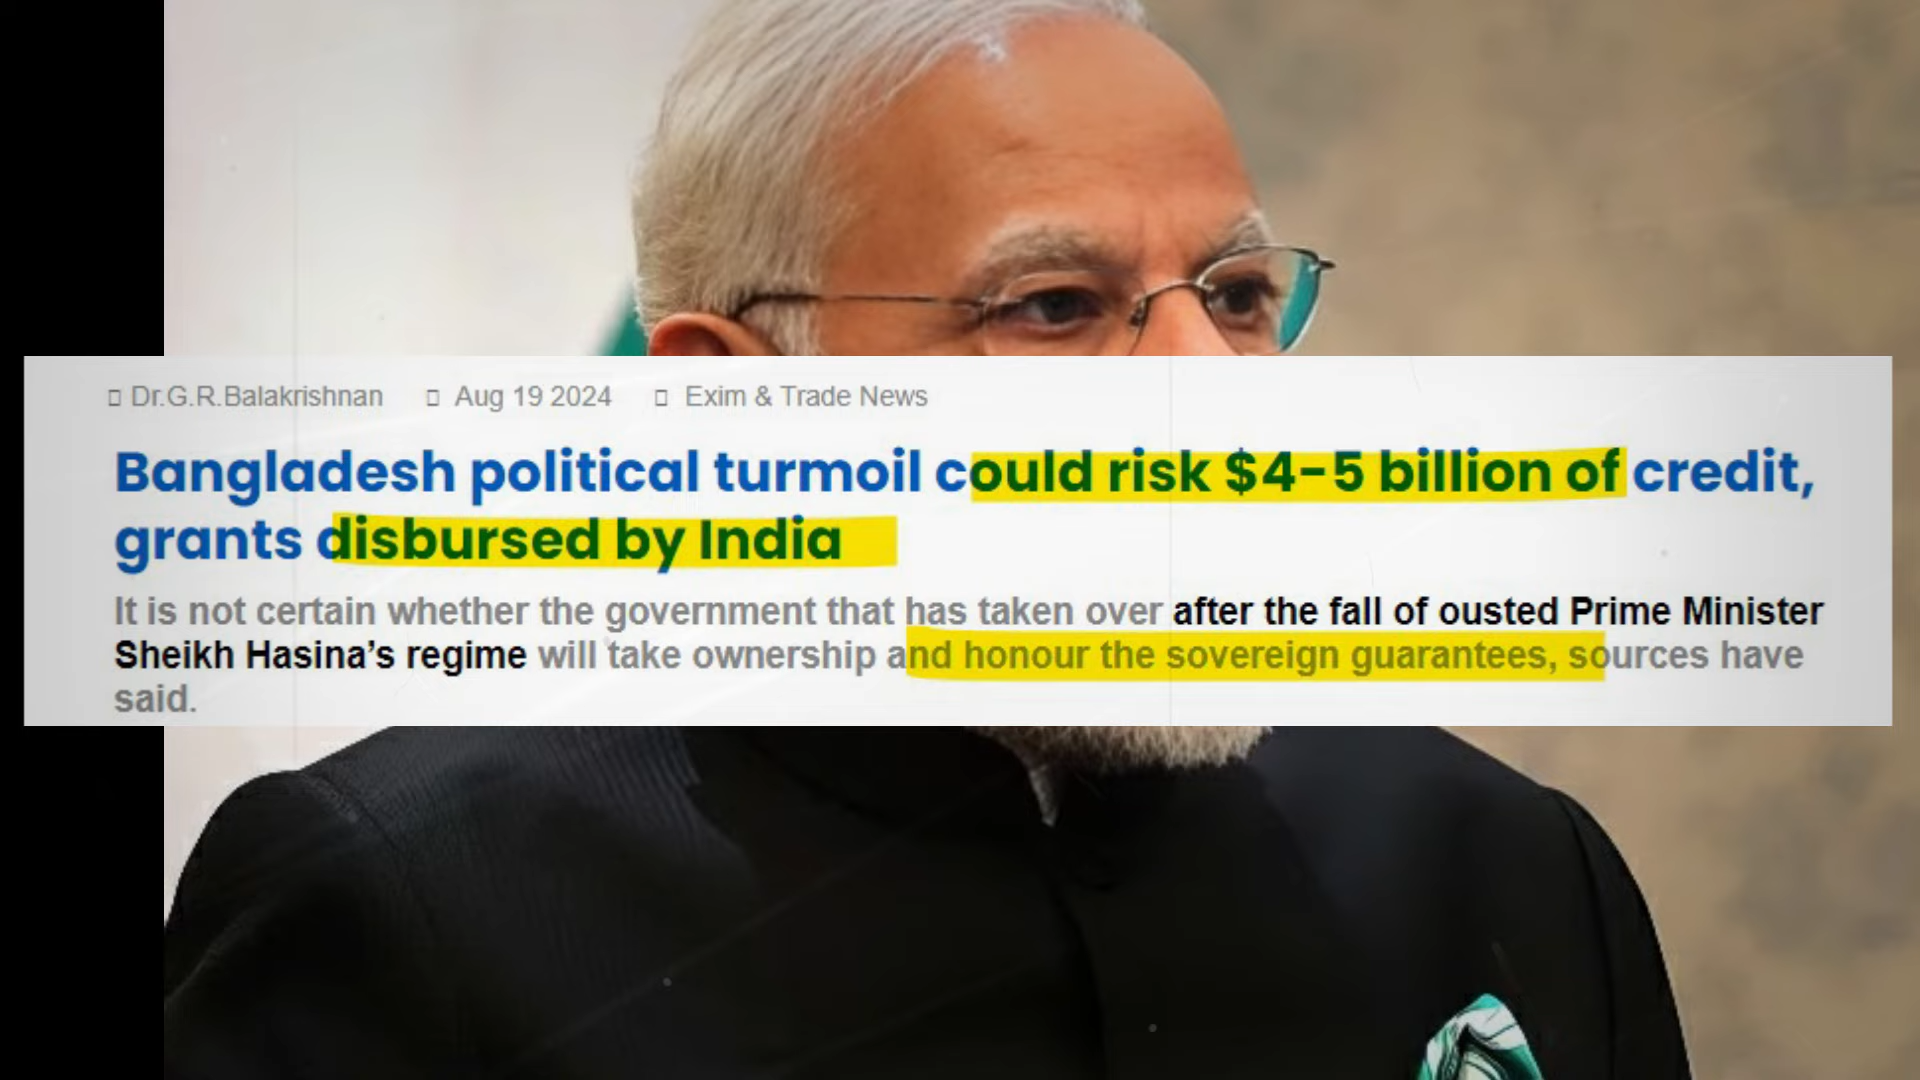 Dr.G.R.Balakrishnan Aug 19 2024 Exim & Trade News
Bangladesh political turmoil could risk $4-5 billion of credit,
grants disbursed by India
It is not certain whether the government that has taken over after the fall of ousted Prime Minister
Sheikh Hasina’s regime will take ownership and honour the sovereign guarantees, sources have
said.